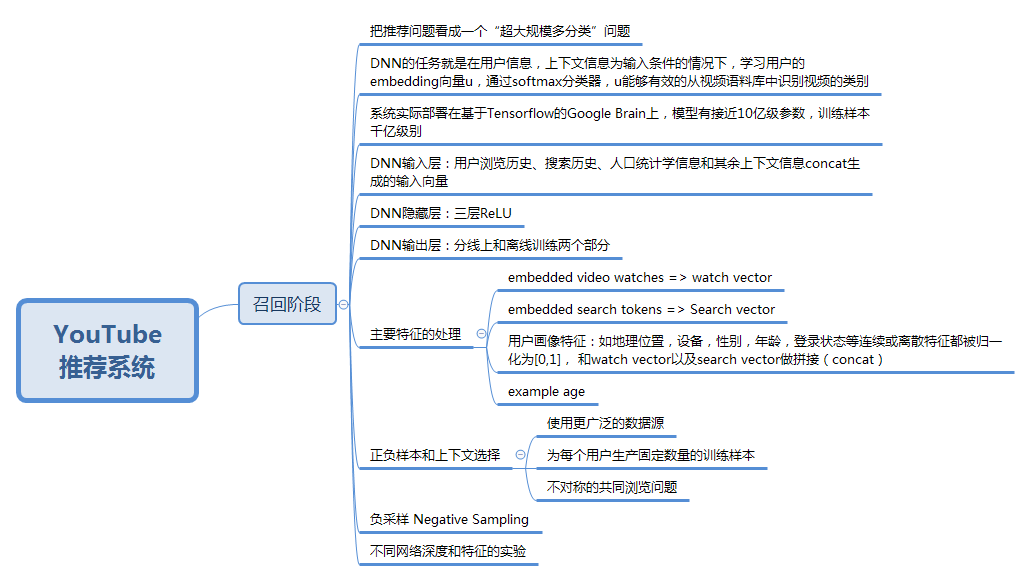 YouTube
推荐系统
召回阶段
把推荐问题看成一个“超大规模多分类”问题
DNN的任务就是在用户信息，上下文信息为输入条件的情况下，学习用户的
embedding向量u，通过softmax分类器，u能够有效的从视频语料库中识别视频的类别
系统实际部署在基于Tensorflow的Google Brain上，模型有接近10亿级参数，训练样本
千亿级别
DNN输入层：用户浏览历史、搜索历史、人口统计学信息和其余上下文信息concat生
成的输入向量
DNN隐藏层：三层ReLU
DNN输出层：分线上和离线训练两个部分
主要特征的处理
embedded video watches => watch vector
embedded search tokens => Search vector
用户画像特征：如地理位置，设备，性别，年龄，登录状态等连续或离散特征都被归一
化为[0,1]， 和watch vector以及search vector做拼接（concat）
example age
正负样本和上下文选择
使用更广泛的数据源
为每个用户生产固定数量的训练样本
不对称的共同浏览问题
负采样 Negative Sampling
不同网络深度和特征的实验